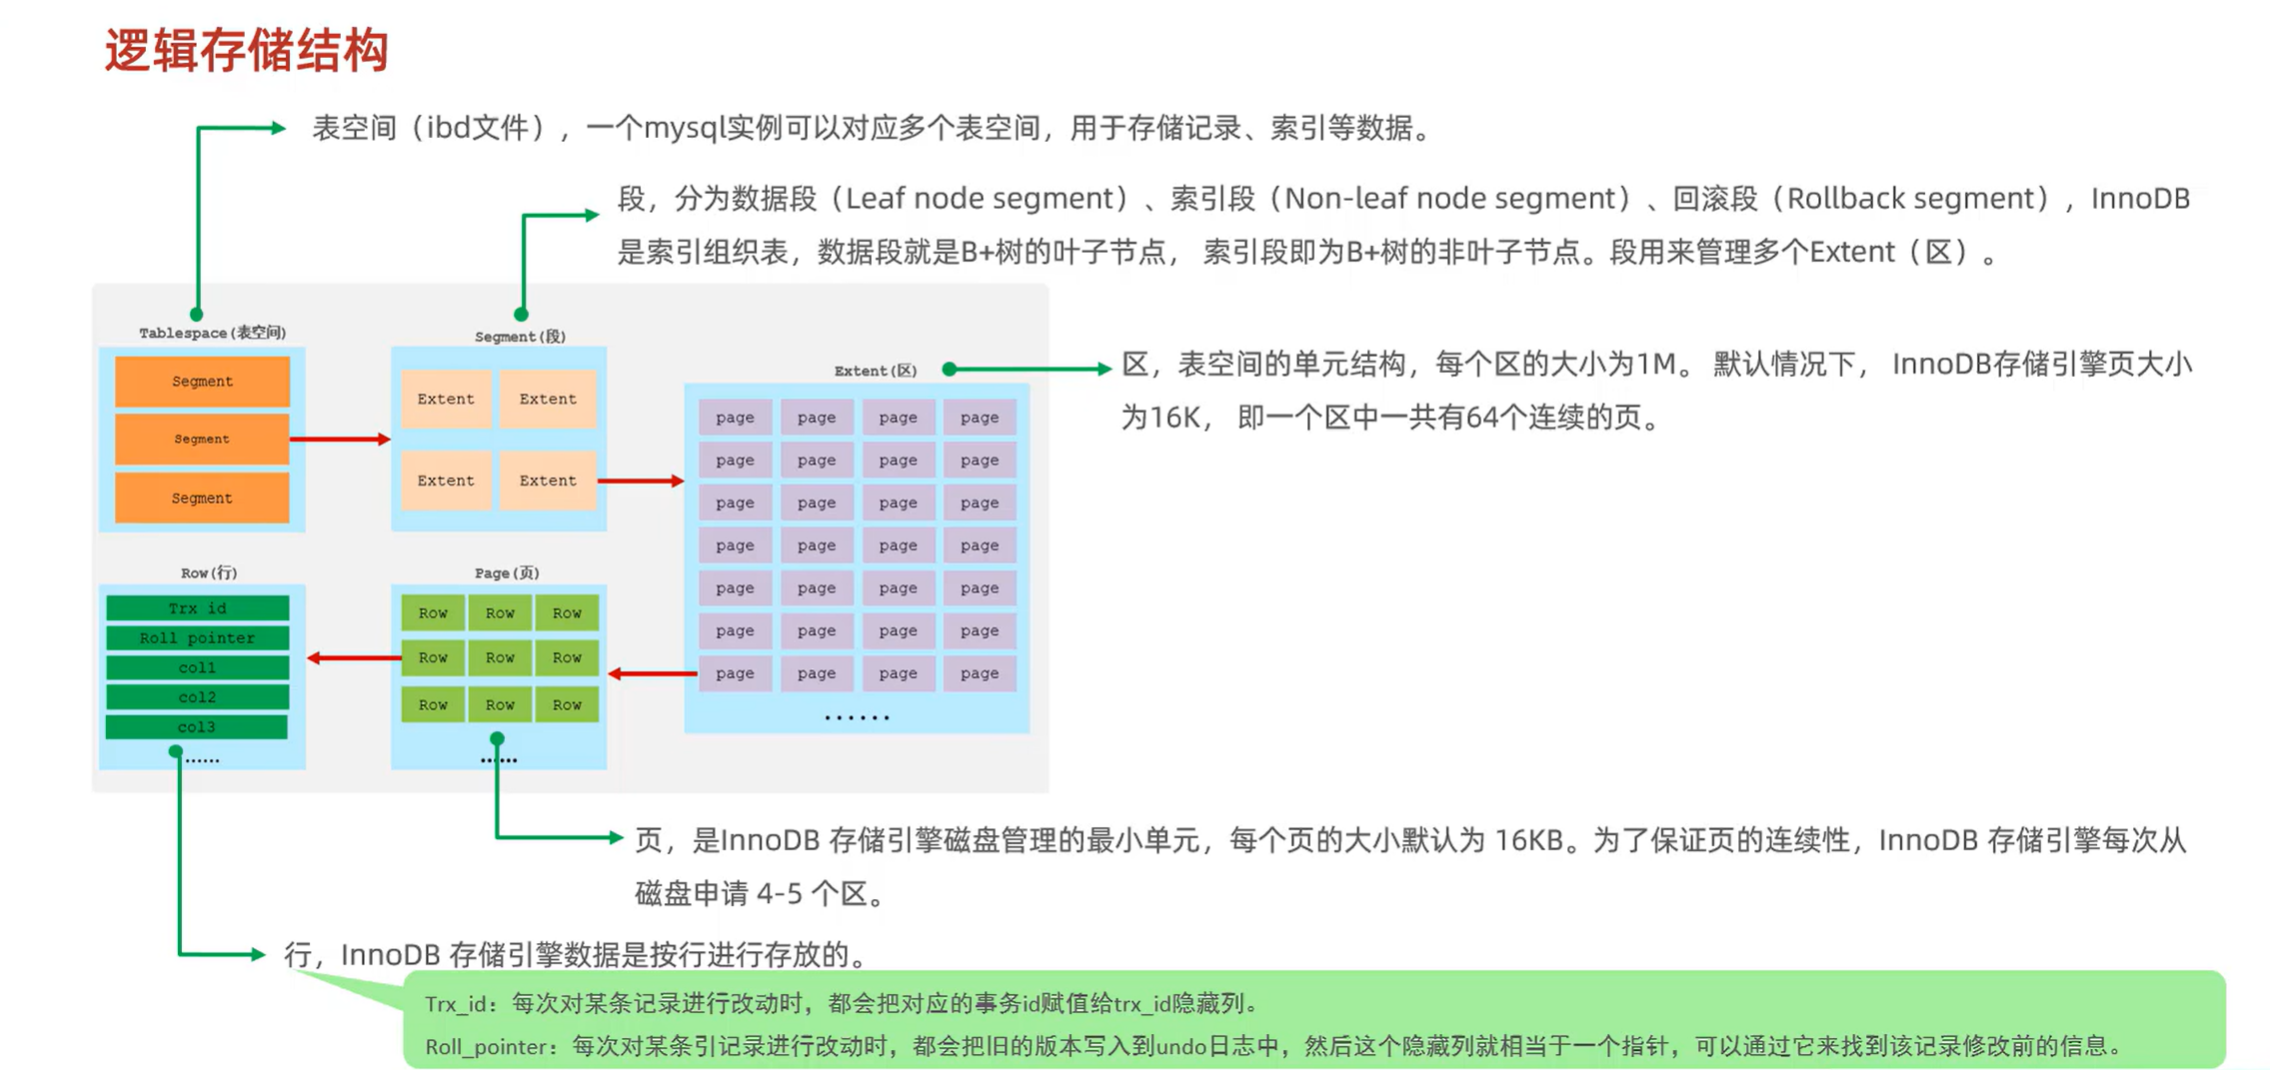 逻辑存储结构
表空间（ibd文件），一个mysql实例可以对应多个表空间，用于存储记录、索引等数据。
段，分为数据段（Leaf node segment）、索引段（Non-leaf node segment）、回滚段（Rollback segment），InnoDB
是索引组织表，数据段就是B+树的叶子节点， 索引段即为B+树的非叶子节点。段用来管理多个Extent（区）。
Tablespace(表空间)
Segment
Segment
Segment
Segment(段)
Extent Extent
Extent Extent
Extent(区)
page page page page
page page page page
page page page page
page page page page
page page page page
page page page page
page page page page
......
区，表空间的单元结构，每个区的大小为1M。 默认情况下， InnoDB存储引擎页大小
为16K， 即一个区中一共有64个连续的页。
Row(行)
Trx id
Roll pointer
col1
col2
col3
......
Page(页)
Row Row Row
Row Row Row
Row Row Row
......
页，是InnoDB 存储引擎磁盘管理的最小单元，每个页的大小默认为 16KB。为了保证页的连续性，InnoDB 存储引擎每次从
磁盘申请 4-5 个区。
行，InnoDB 存储引擎数据是按行进行存放的。
Trx_id：每次对某条记录进行改动时，都会把对应的事务id赋值给trx_id隐藏列。
Roll_pointer：每次对某条引记录进行改动时，都会把旧的版本写入到undo日志中，然后这个隐藏列就相当于一个指针，可以通过它来找到该记录修改前的信息。